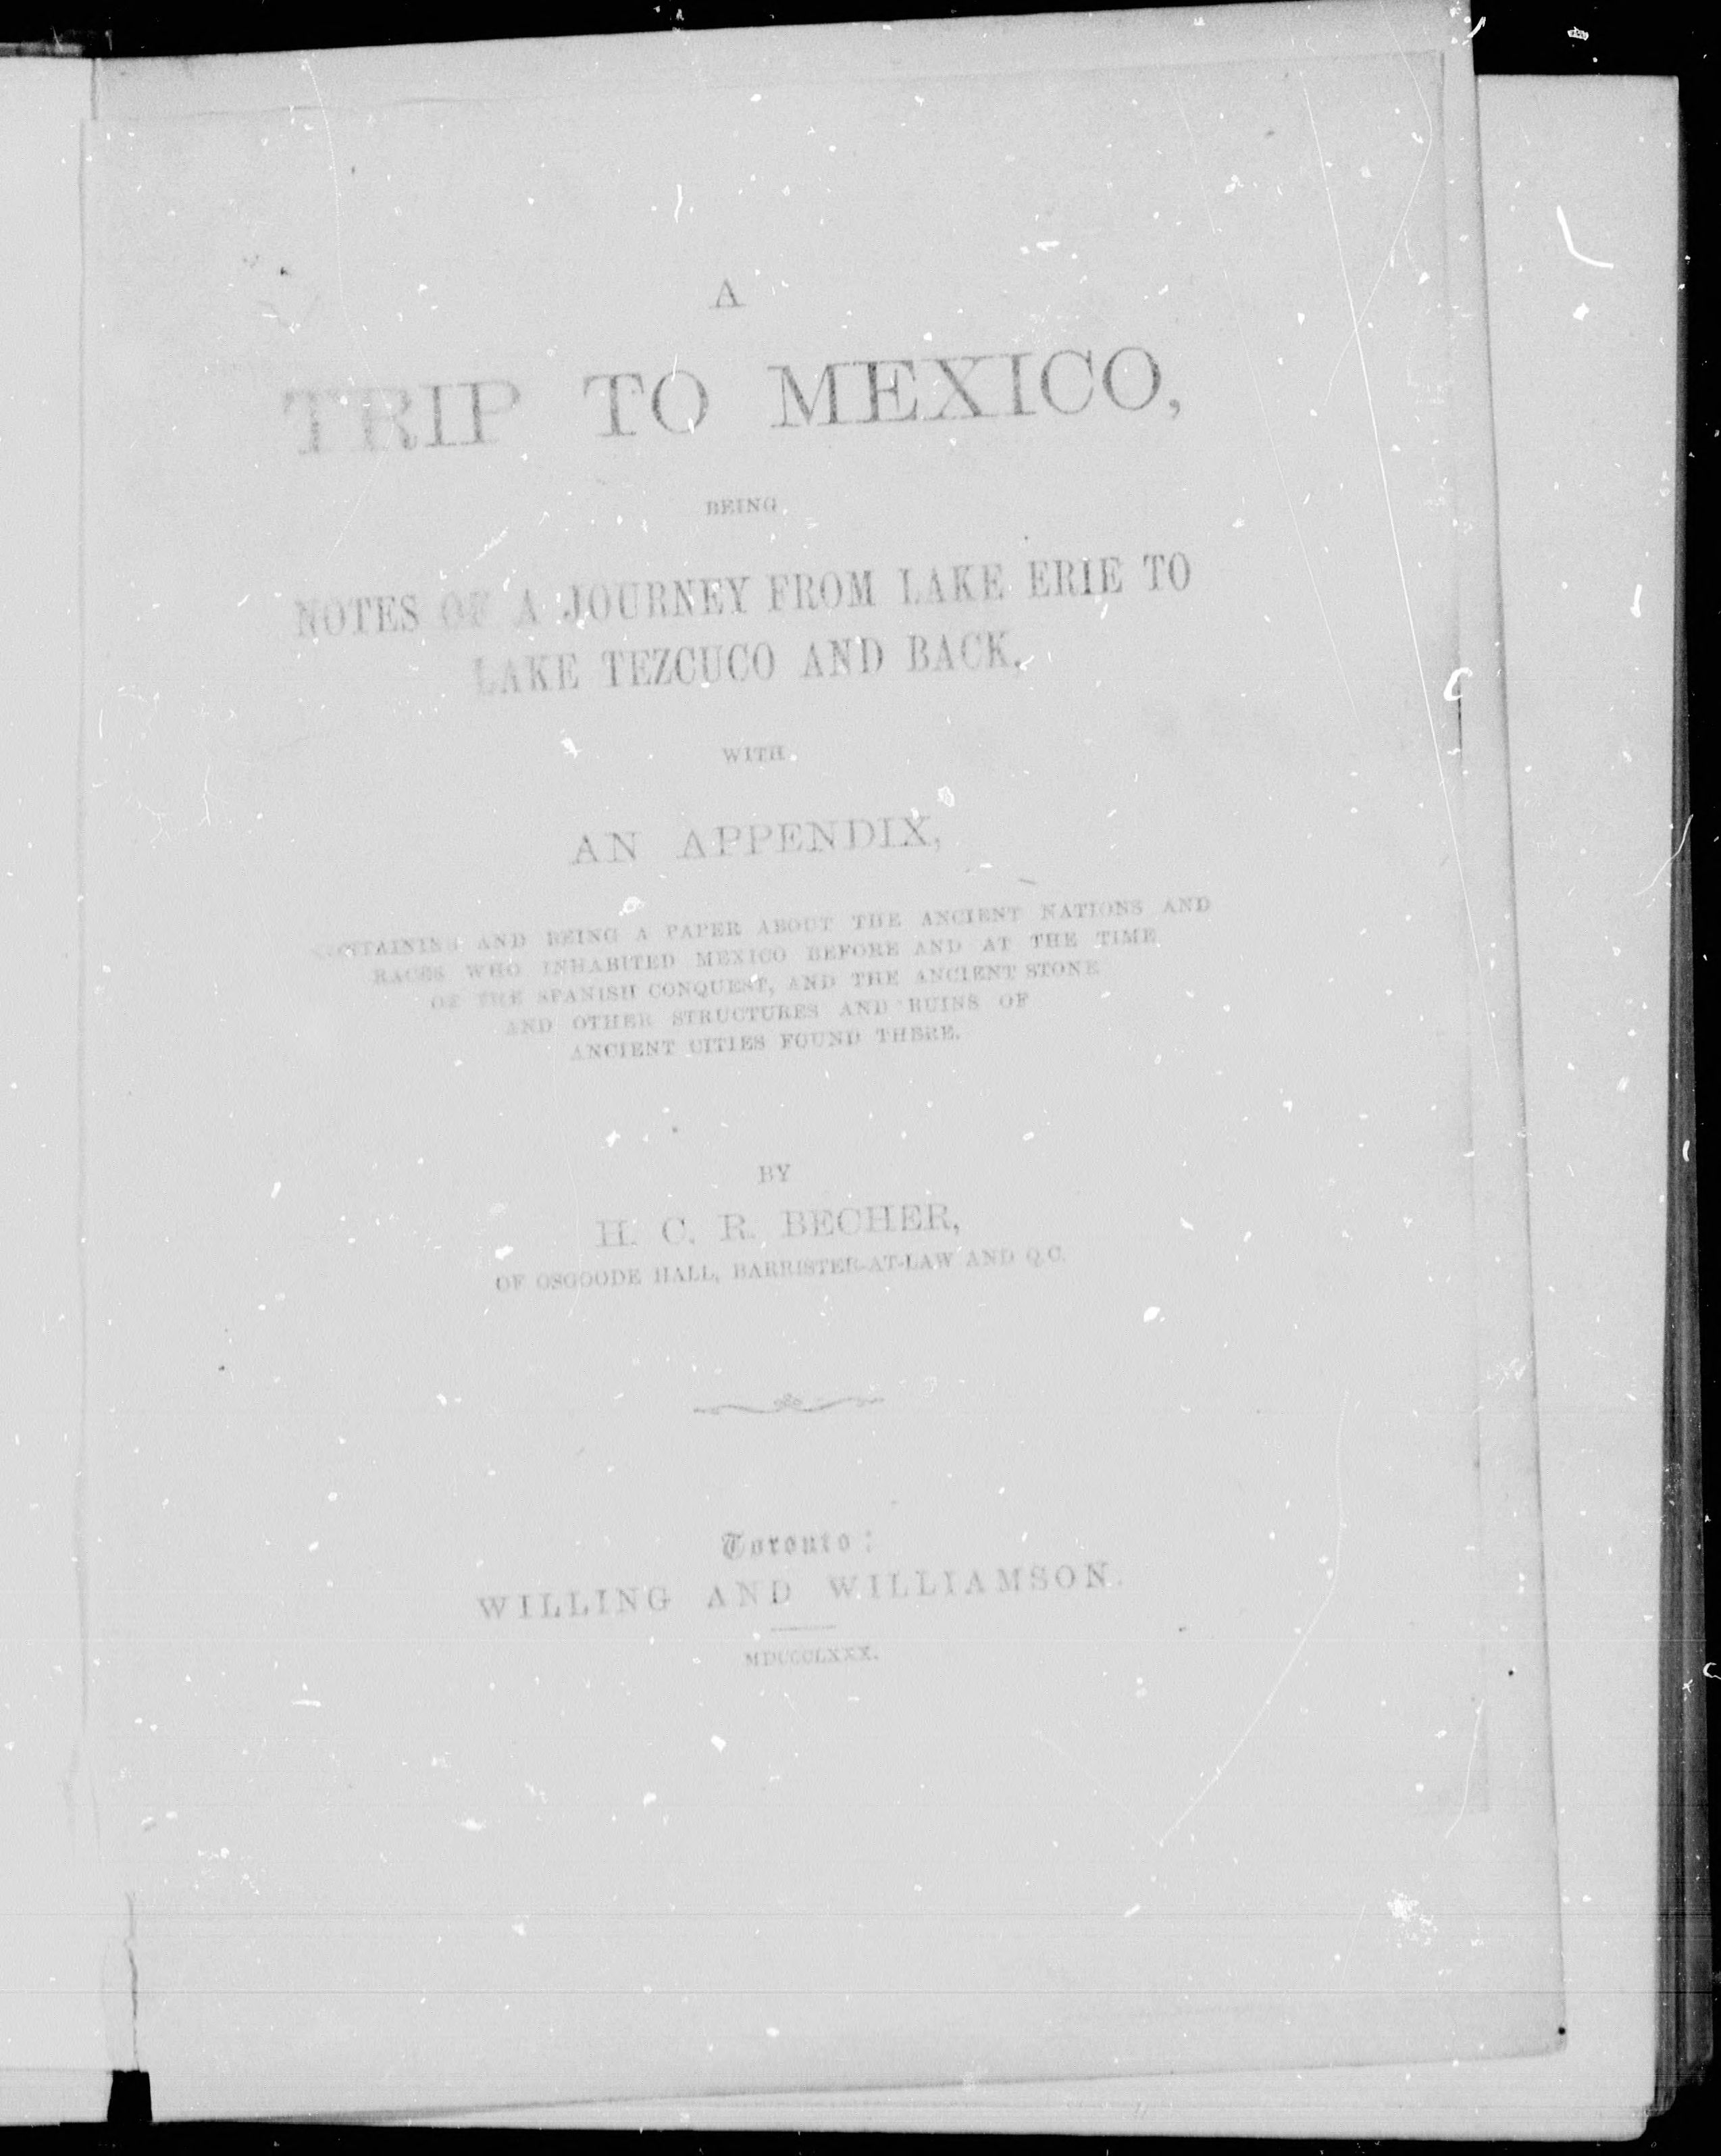 A
TRIP TO MEXICO,
BEING
NOTES OF A JOURNEY FROM LAKE ERIE TO
LAKE TEZCUCO AND BACK,
WITH
AN APPENDIX,
CONTAINING AND BEING A PAPER ABOUT THE ANCIENT NATIONS AND
RACES WHO INHABITED MEXICO BEFORE AND AT THE TIME
OF THE SPANISH CONQUEST, AND THE ANCIENT STONE
AND OTHER STRUCTURES AND RUINS OF
ANCIENT CITIES FOUND THERE.
BY
H. C. R. BECHER,
OF OSGOODE HALL, BARRISTER-AT-LAW AND Q.C.
Toronto:
WILLING AND WILLIAMSON.
MDCCCLXXX.